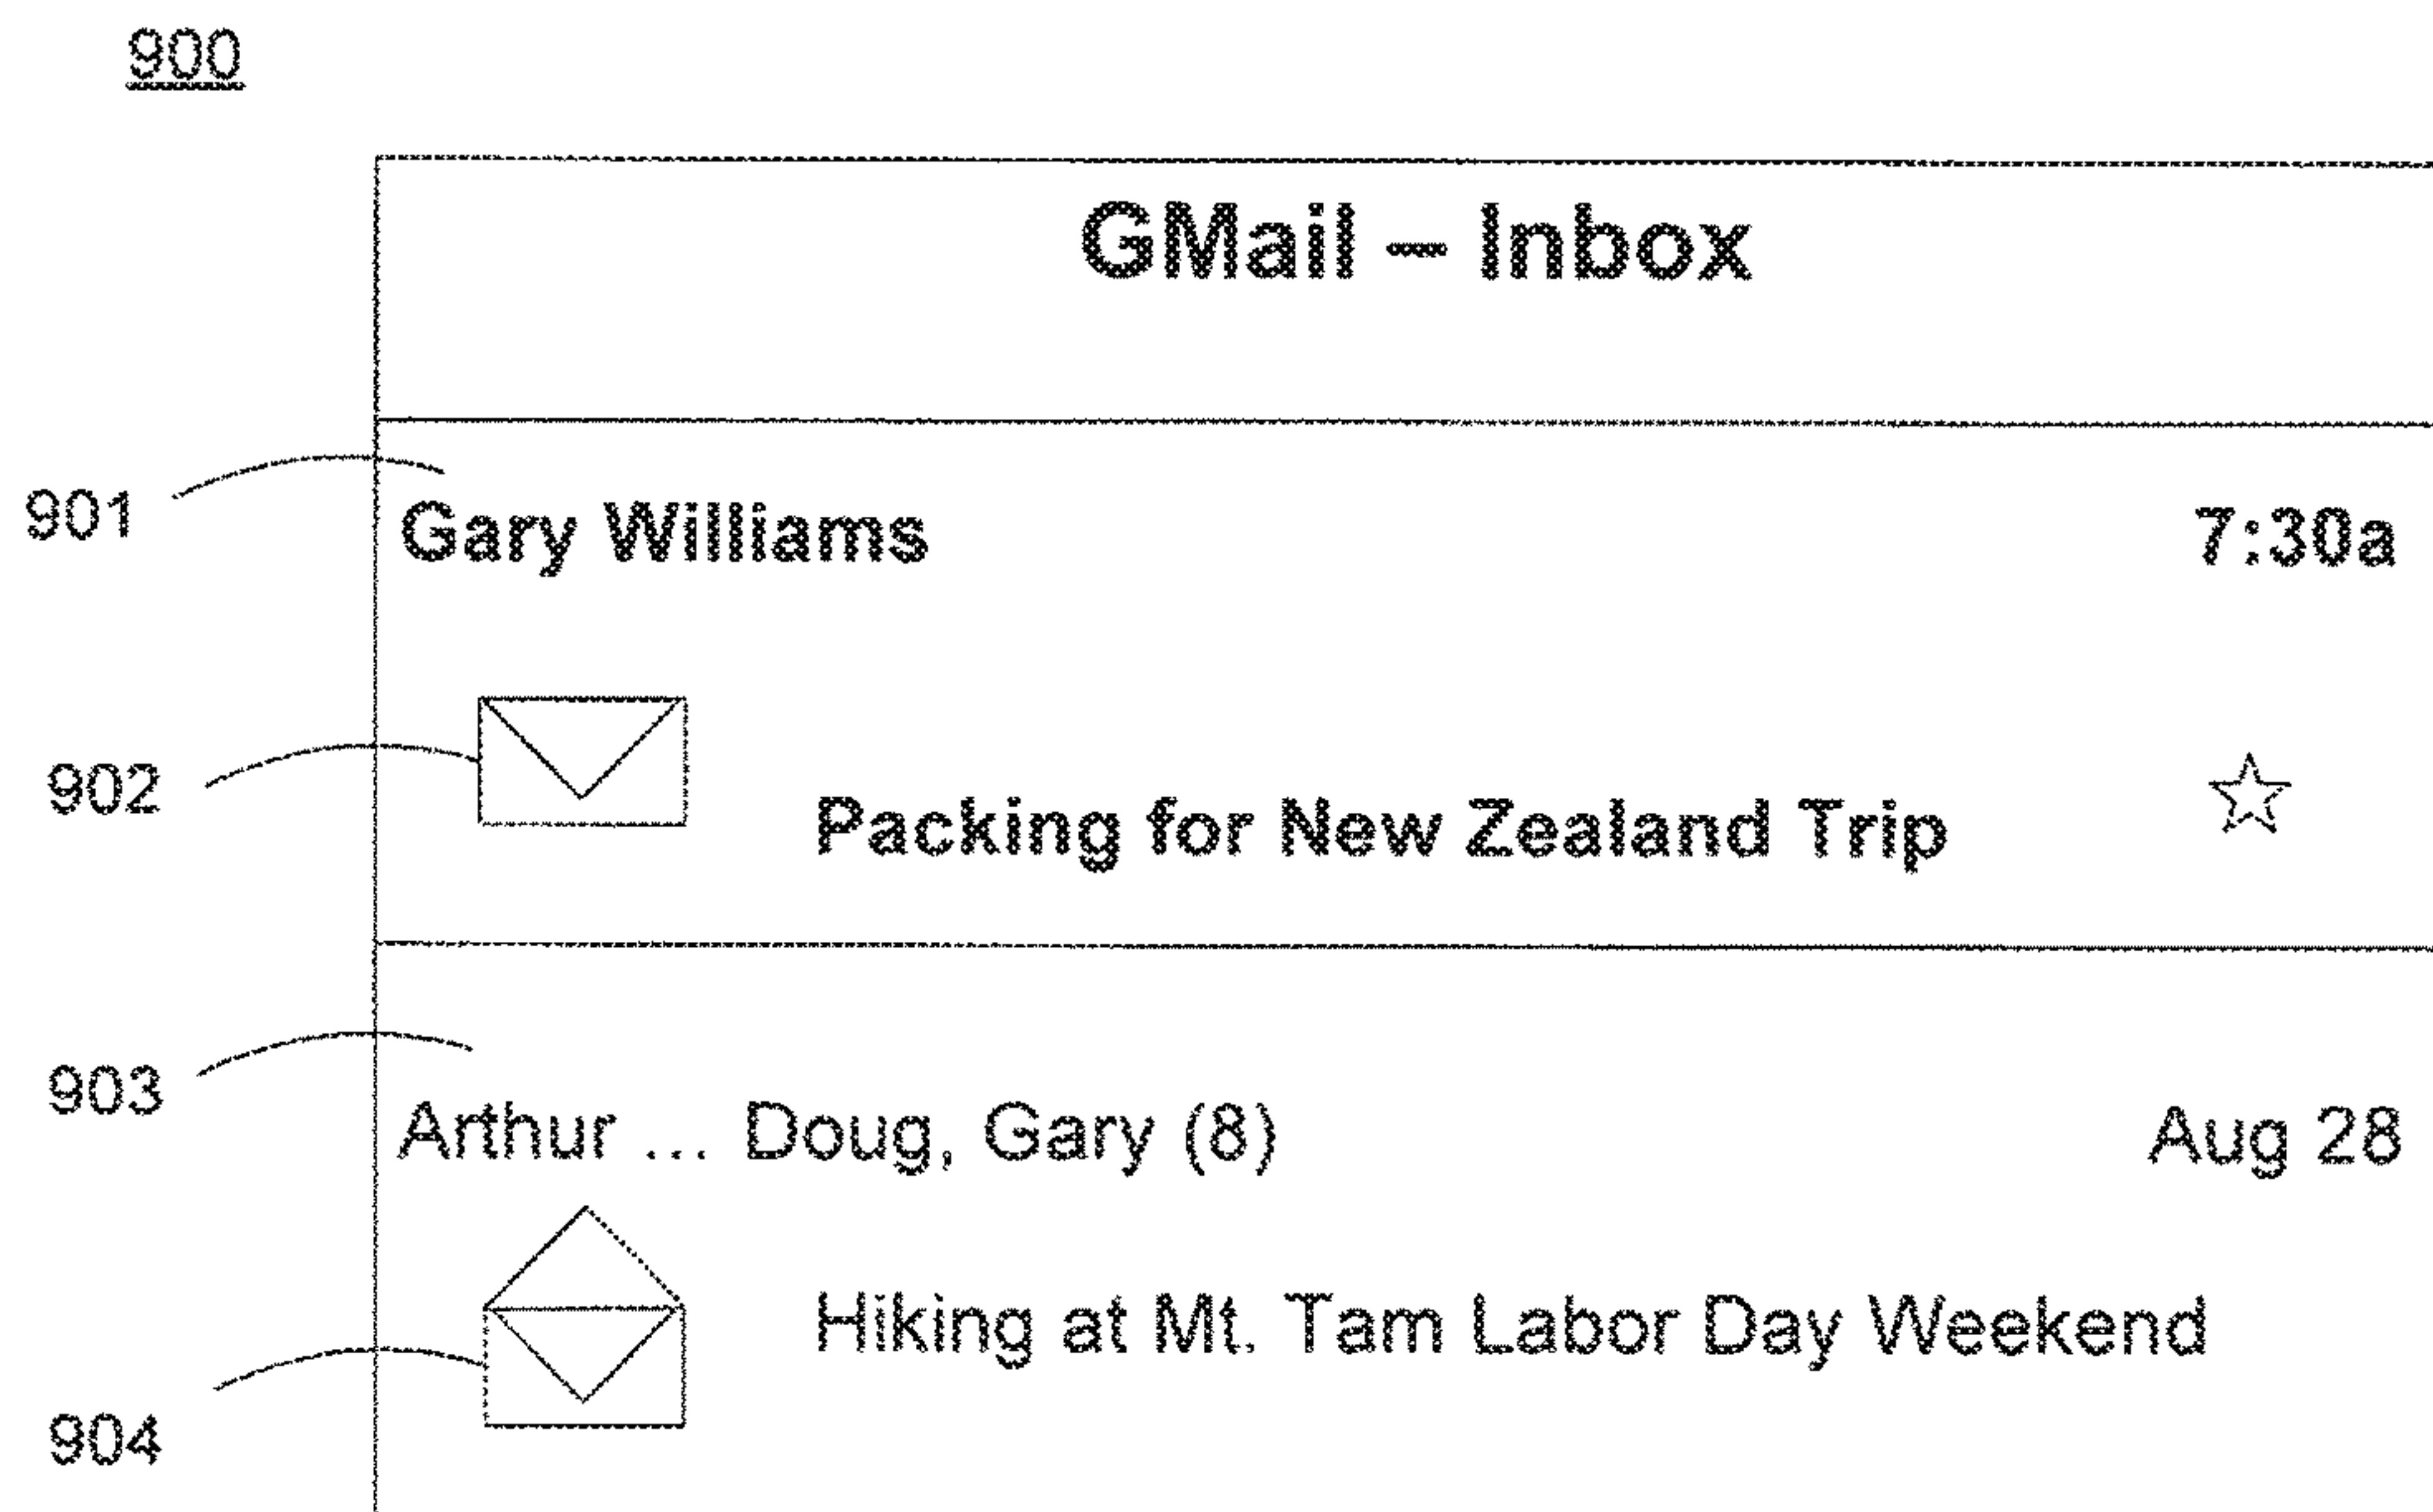 900
GMail – Inbox
901
Gary Williams 7:30a
902
Packing for New Zealand Trip
903
Arthur ... Doug, Gary (8) Aug 28
Hiking at Mt. Tam Labor Day Weekend
904